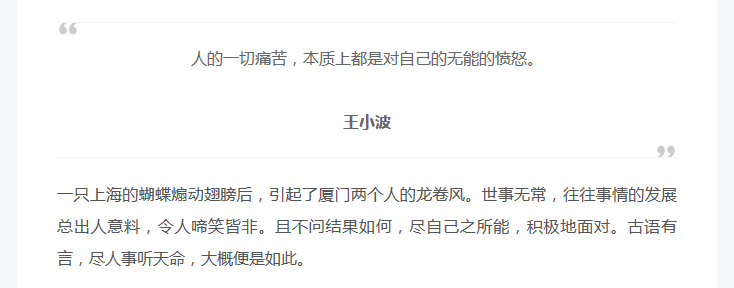 人的一切痛苦，本质上都是对自己的无能的愤怒。
王小波
一只上海的蝴蝶煽动翅膀后，引起了厦门两个人的龙卷风。世事无常，往往事情的发展
总出人意料，令人啼笑皆非。且不问结果如何，尽自己之所能，积极地面对。古语有
言，尽人事听天命，大概便是如此。